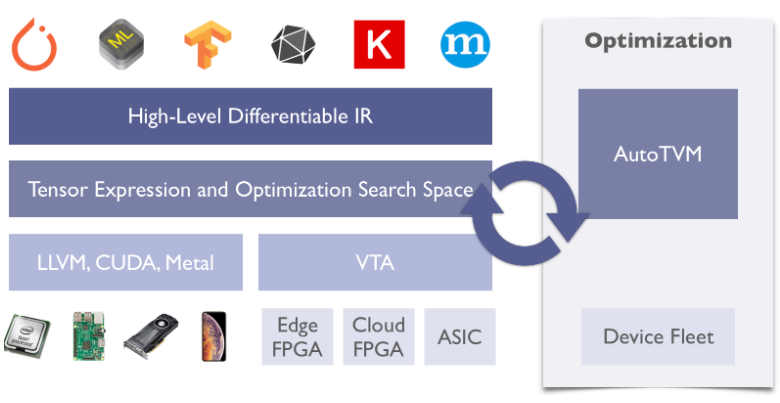 ML
K
m
Optimization
High-Level Differentiable IR
AutoTVM
Tensor Expression and Optimization Search Space
LLVM, CUDA, Metal
VTA
Edge
FPGA
Cloud
FPGA
ASIC
Device Fleet